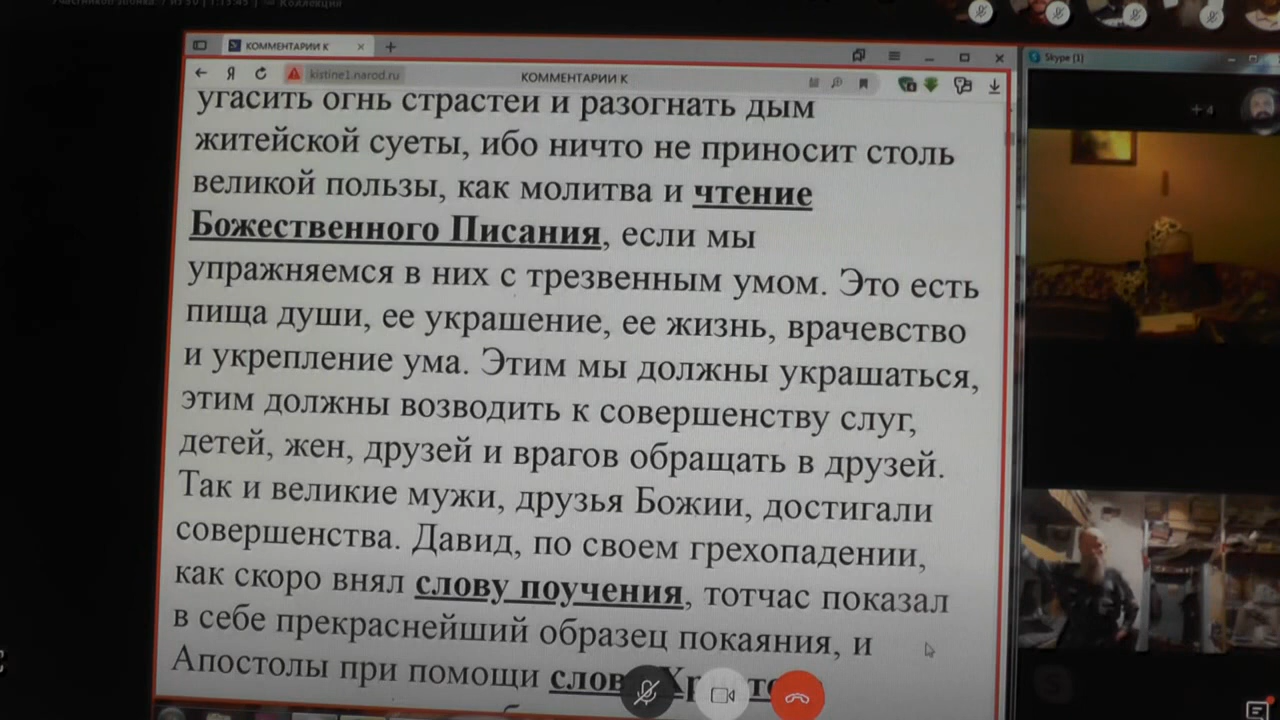 КОММЕНТАРИИ К
Skype (1)
kistine1.narod.ru
КОММЕНТАРИИ К
+4
угасить огнь страстей и разогнать дым
житейской суеты, ибо ничто не приносит столь
великой пользы, как молитва и чтение
Божественного Писания, если мы
упражняемся в них с трезвенным умом. Это есть
пища души, ее украшение, ее жизнь, врачевство
и укрепление ума. Этим мы должны украшаться,
этим должны возводить к совершенству слуг,
детей, жен, друзей и врагов обращать в друзей.
Так и великие мужи, друзья Божии, достигали
совершенства. Давид, по своем грехопадении,
как скоро внял слову поучения, тотчас показал
в себе прекраснейший образец покаяния, и
Апостолы при помощи